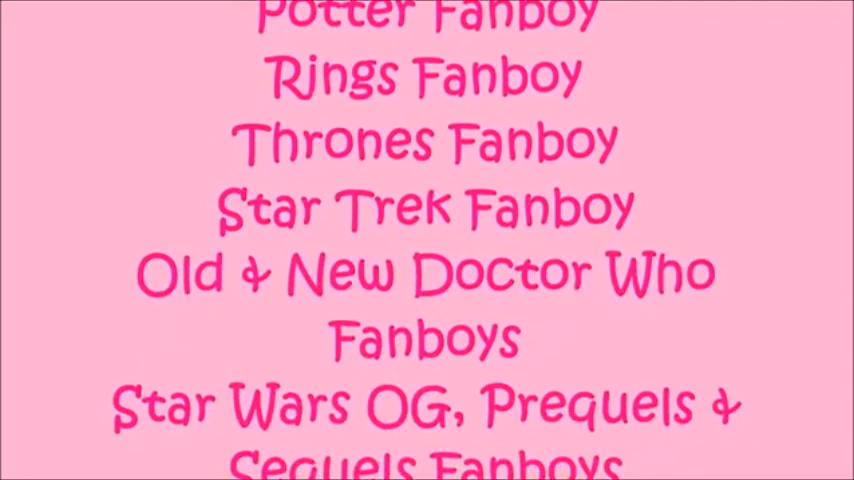 Potter Fanboy
Rings Fanboy
Thrones Fanboy
Star Trek Fanboy
Old & New Doctor Who
Fanboys
Star Wars OG, Prequels &
Sequels Fanboys